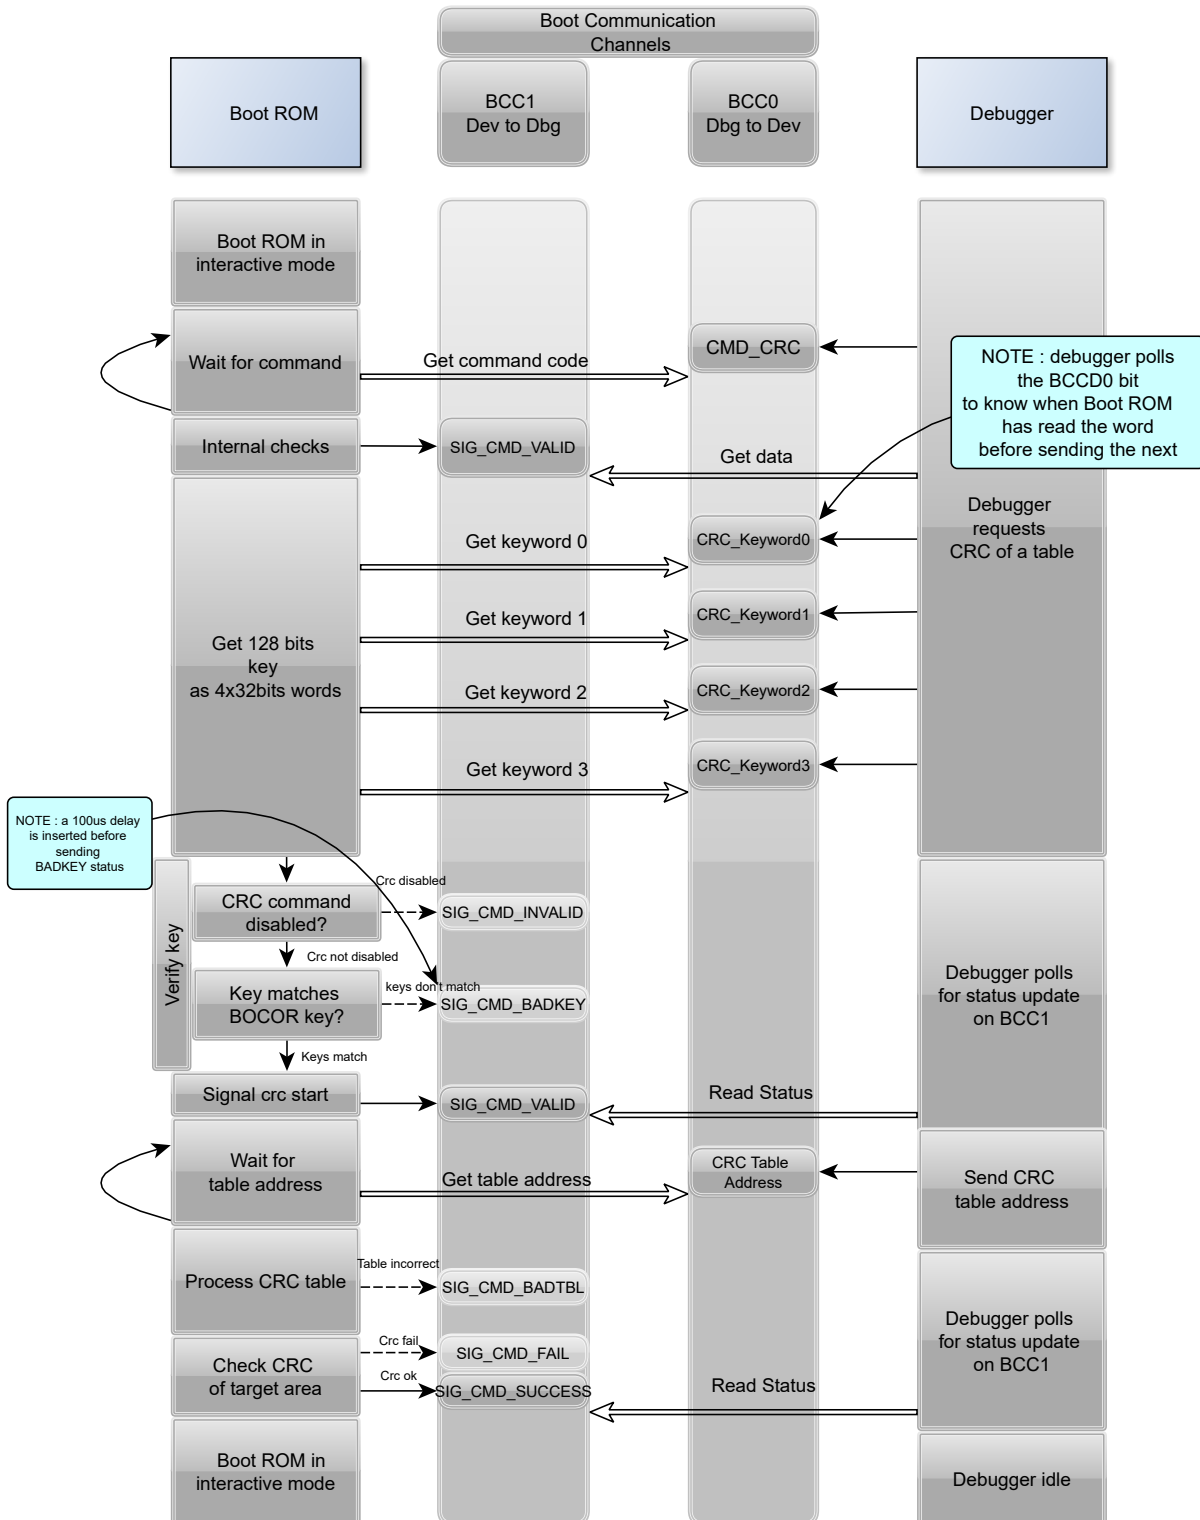 Boot Communication
Channels
Boot ROM
BCC1
Dev to Dbg
BCC0
Dbg to Dev
Debugger
Boot ROM in
interactive mode
Wait for command
Get command code
CMD_CRC
NOTE : debugger polls
the BCCD0 bit
to know when Boot ROM
has read the word
before sending the next
Internal checks
SIG_CMD_VALID
Get data
Debugger
requests
CRC of a table
Get keyword 0
CRC_Keyword0
Get keyword 1
CRC_Keyword1
Get 128 bits
key
as 4x32bits words
Get keyword 2
CRC_Keyword2
Get keyword 3
CRC_Keyword3
NOTE : a 100us delay
is inserted before
sending
BADKEY status
Verify key
CRC command
disabled?
Crc disabled
SIG_CMD_INVALID
Crc not disabled
Key matches
BOCOR key?
keys don't match
SIG_CMD_BADKEY
Debugger polls
for status update
on BCC1
Keys match
Signal crc start
SIG_CMD_VALID
Read Status
Wait for
table address
Get table address
CRC Table
Address
Send CRC
table address
Process CRC table
Table incorrect
SIG_CMD_BADTBL
Debugger polls
for status update
on BCC1
Check CRC
of target area
Crc fail
SIG_CMD_FAIL
Crc ok
SIG_CMD_SUCCESS
Read Status
Boot ROM in
interactive mode
Debugger idle